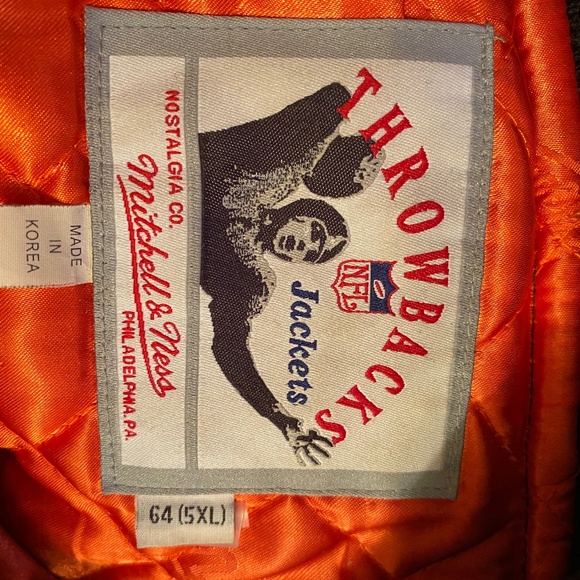 THROWBACKS
NFL
Jackets
NOSTALGIA CO.
Mitchell & Ness
PHILADELPHIA, PA.
MADE
IN
KOREA
64 (5XL)